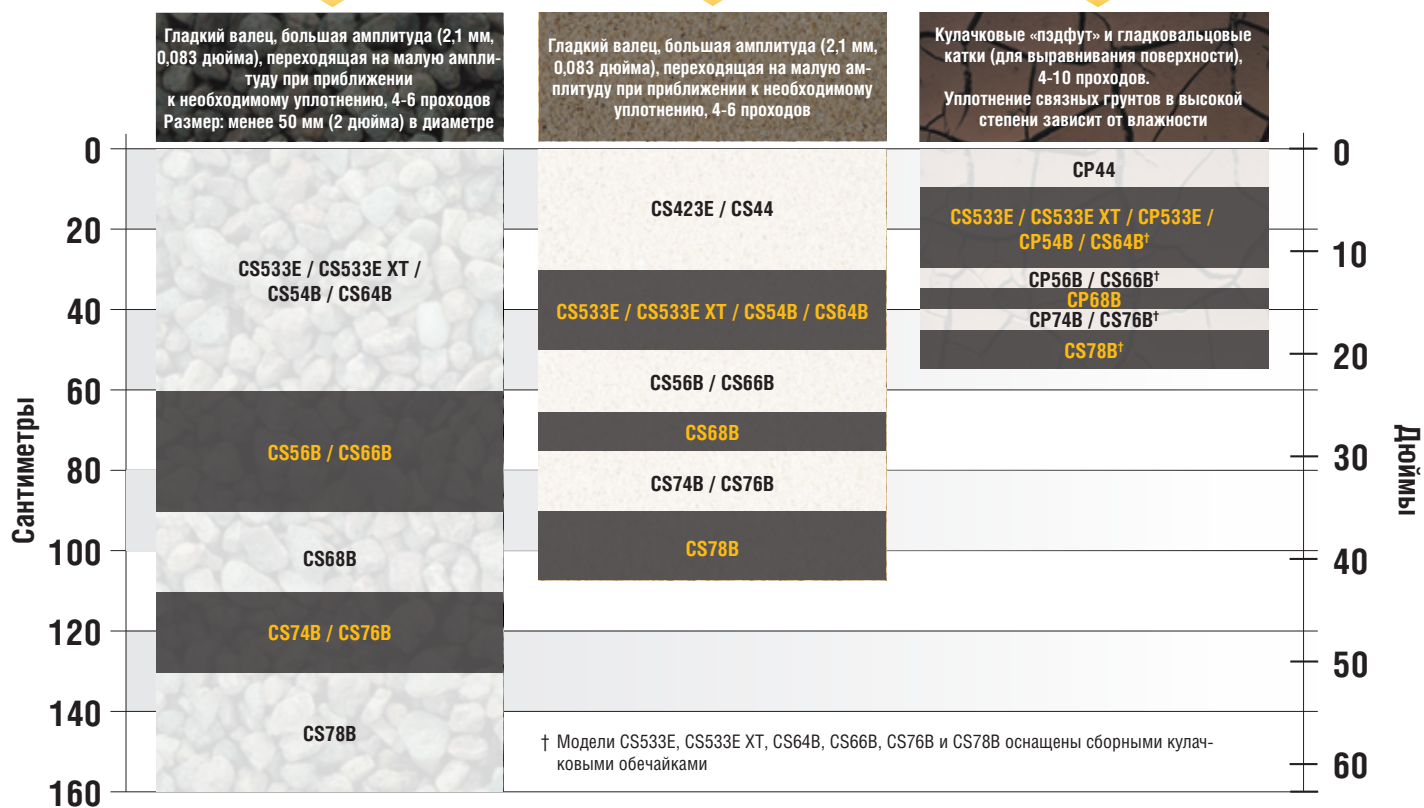 Гладкий валец, большая амплитуда (2,1 мм,
0,083 дюйма), переходящая на малую ампли-
туду при приближении
к необходимому уплотнению, 4-6 проходов
Размер: менее 50 мм (2 дюйма) в диаметре
Гладкий валец, большая амплитуда (2,1 мм,
0,083 дюйма), переходящая на малую ам-
плитуду при приближении к необходимому
уплотнению, 4-6 проходов
Кулачковые «пэдфут» и гладковальцовые
катки (для выравнивания поверхности),
4-10 проходов.
Уплотнение связных грунтов в высокой
степени зависит от влажности
Сантиметры
0
20
40
60
80
100
120
140
160
CS533E / CS533E XT /
CS54B / CS64B
CS56B / CS66B
CS68B
CS74B / CS76B
CS78B
CS423E / CS44
CS533E / CS533E XT / CS54B / CS64B
CS56B / CS66B
CS68B
CS74B / CS76B
CS78B
CP44
CS533E / CS533E XT / CP533E /
CP54B / CS64B†
CP56B / CS66B†
CP68B
CP74B / CS76B†
CS78B†
0
10
20
30
40
50
60
Дюймы
† Модели CS533E, CS533E XT, CS64B, CS66B, CS76B и CS78B оснащены сборными кулач-
ковыми обечайками